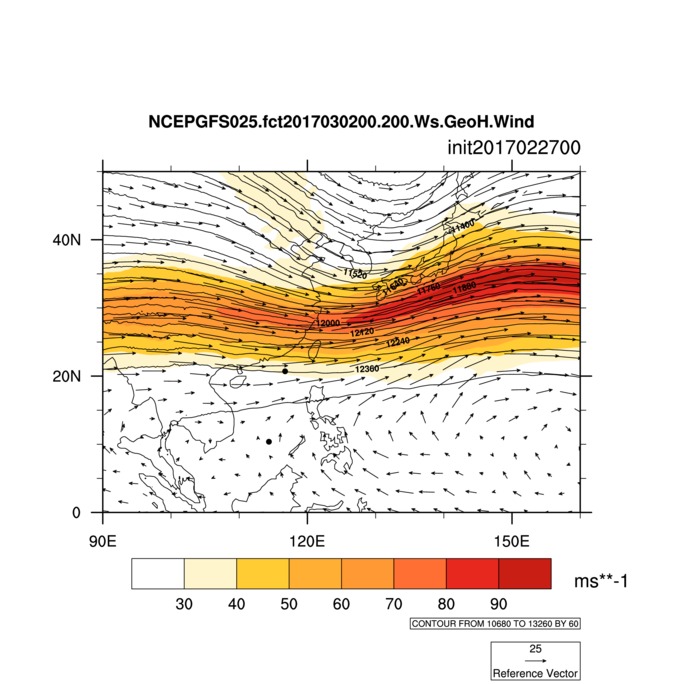 NCEPGFS025.fct2017030200.200.Ws.GeoH.Wind
init2017022700
40N
20N
0
11400
11520
11640
11760
11880
12000
12120
12240
12360
90E 120E 150E
30 40 50 60 70 80 90
ms**-1
CONTOUR FROM 10680 TO 13260 BY 60
25
Reference Vector